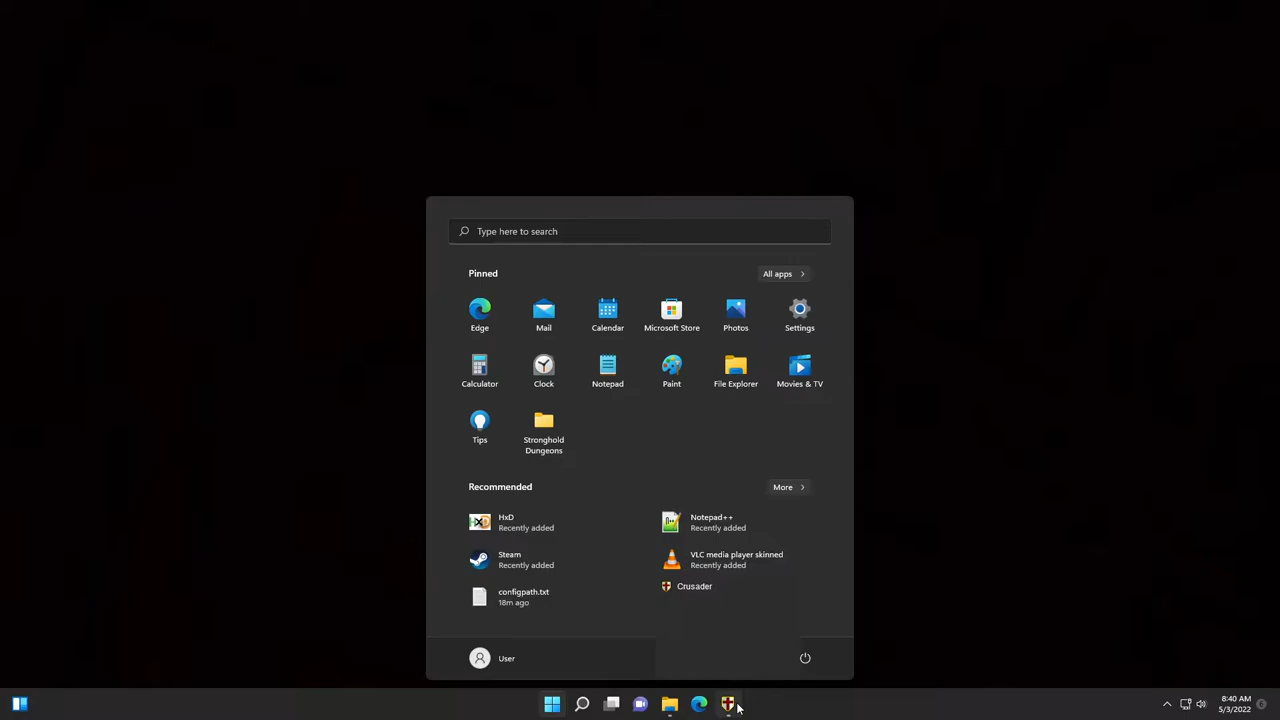 Type here to search
Pinned
All apps
Edge
Mail
Calendar
Microsoft Store
Photos
Settings
Calculator
Clock
Notepad
Paint
File Explorer
Movies & TV
Tips
Stronghold
Dungeons
Recommended
More
HxD
Recently added
Notepad++
Recently added
Steam
Recently added
VLC media player skinned
Recently added
configpath.txt
18m ago
Crusader
User
8:40 AM
5/3/2022